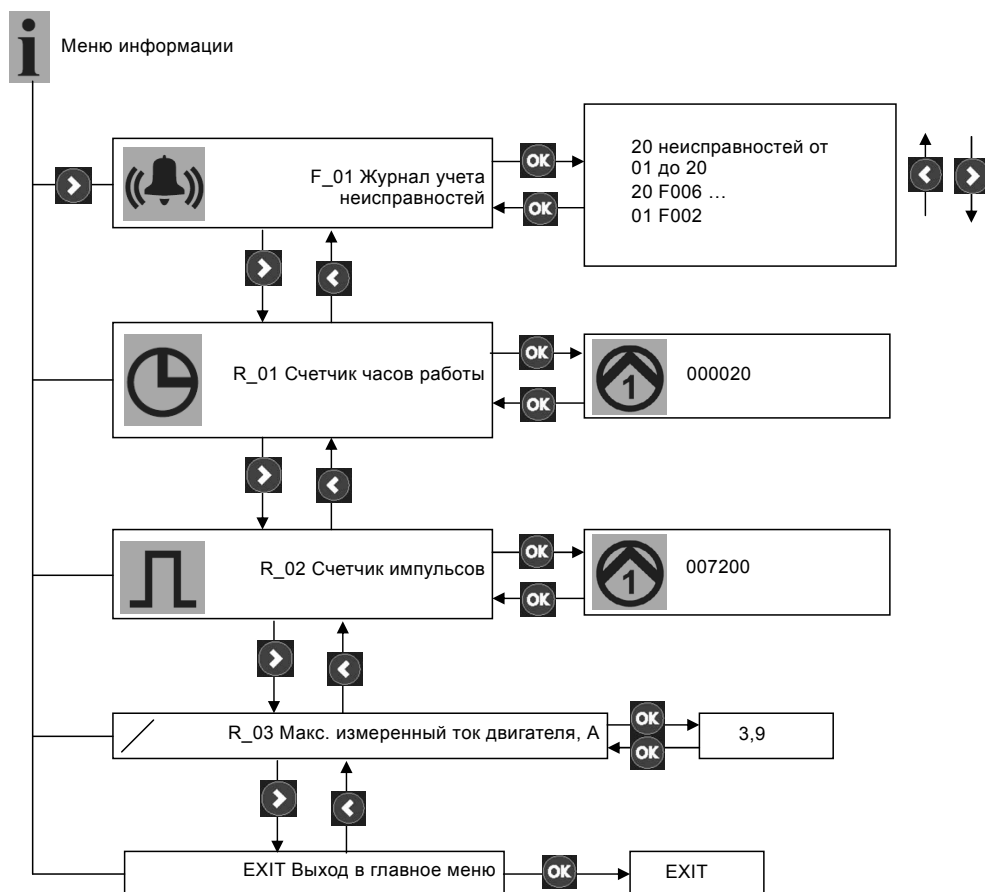 i
Меню информации
F_01 Журнал учета
неисправностей
OK
OK
20 неисправностей от
01 до 20
20 F006 ...
01 F002
R_01 Счетчик часов работы
OK
OK
1
000020
R_02 Счетчик импульсов
OK
OK
1
007200
R_03 Макс. измеренный ток двигателя, А
OK
OK
3,9
EXIT Выход в главное меню
OK
EXIT